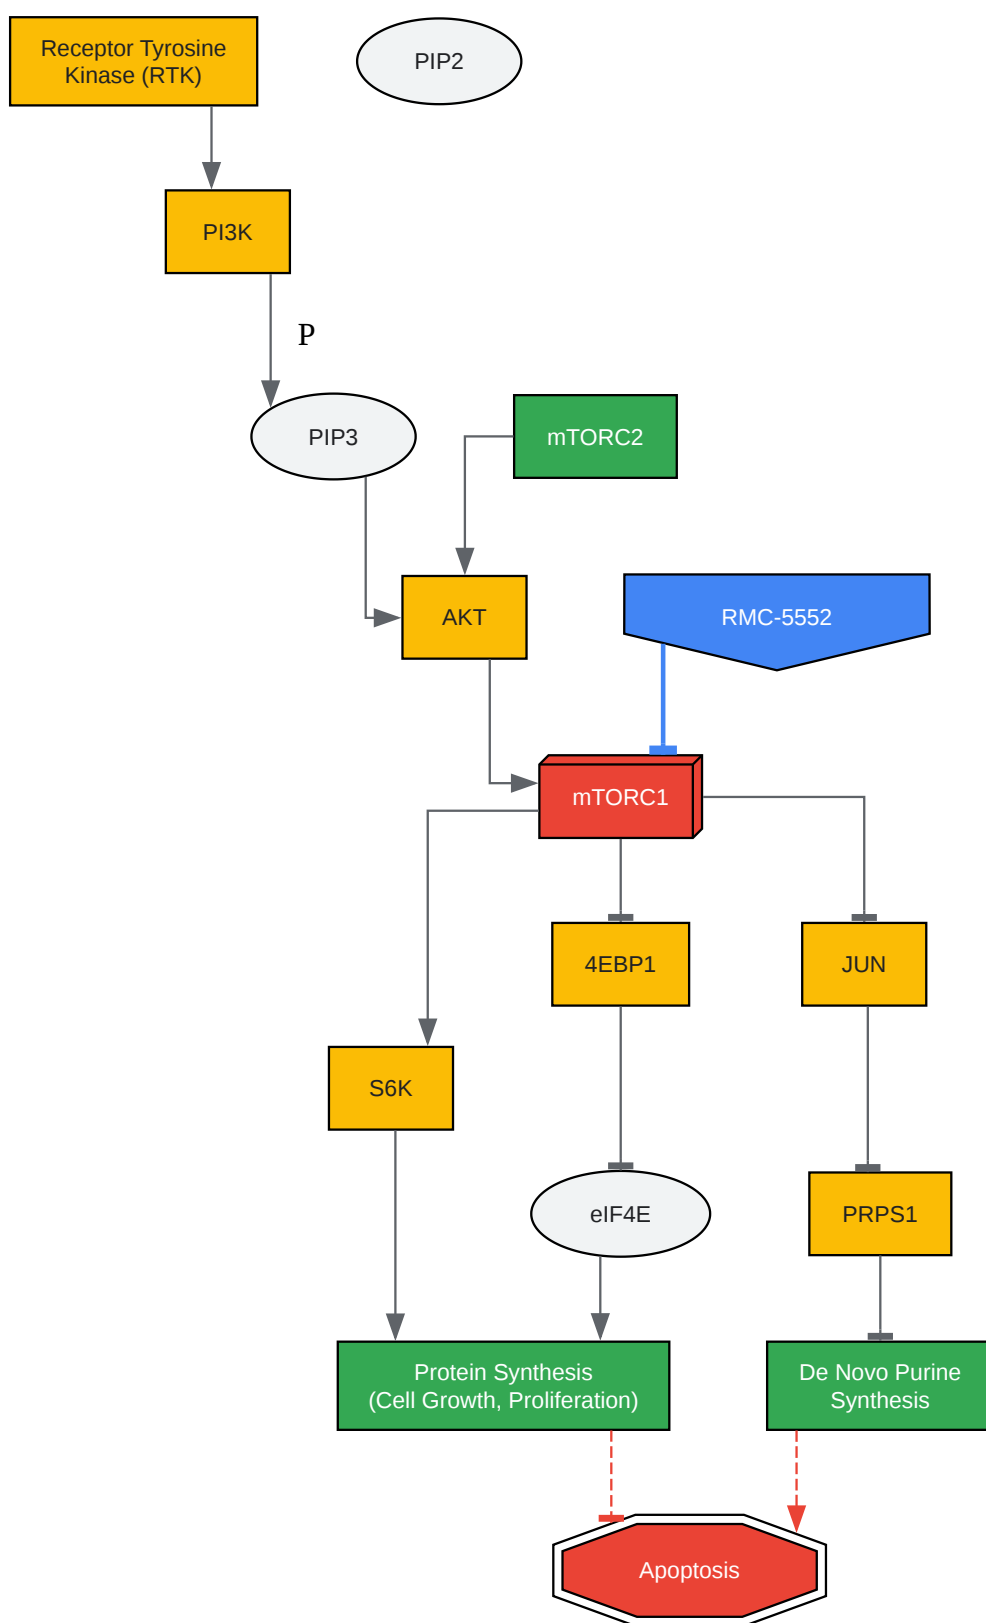 Receptor Tyrosine
Kinase (RTK)
PIP2
PI3K
P
PIP3
mTORC2
AKT
RMC-5552
mTORC1
4EBP1
JUN
S6K
eIF4E
PRPS1
Protein Synthesis
(Cell Growth, Proliferation)
De Novo Purine
Synthesis
Apoptosis